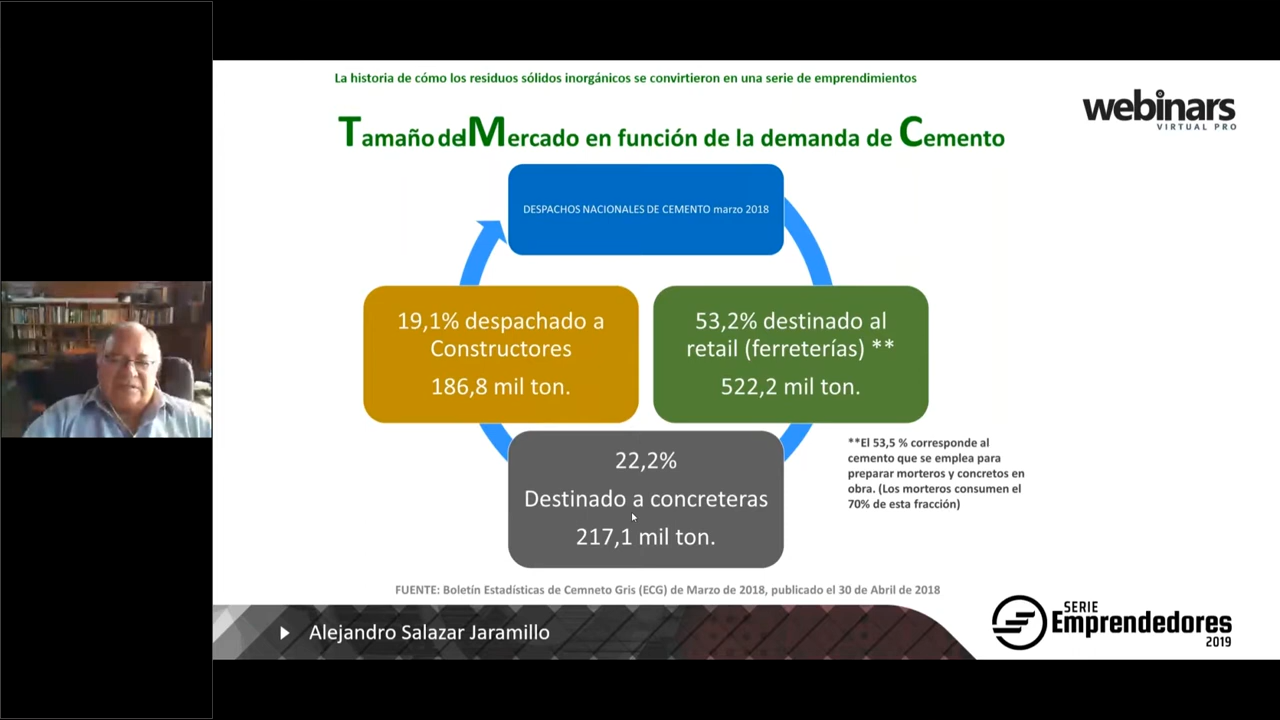 La historia de cómo los residuos sólidos inorgánicos se convirtieron en una serie de emprendimientos
webinars
VIRTUAL PRO
Tamaño del Mercado en función de la demanda de Cemento
DESPACHOS NACIONALES DE CEMENTO marzo 2018
19,1% despachado a
Constructores
186,8 mil ton.
53,2% destinado al
retail (ferreterías) **
522,2 mil ton.
22,2%
Destinado a concreteras
217,1 mil ton.
**El 53,5 % corresponde al
cemento que se emplea para
preparar morteros y concretos en
obra. (Los morteros consumen el
70% de esta fracción)
FUENTE: Boletín Estadísticas de Cemneto Gris (ECG) de Marzo de 2018, publicado el 30 de Abril de 2018
Alejandro Salazar Jaramillo
SERIE
Emprendedores
2019